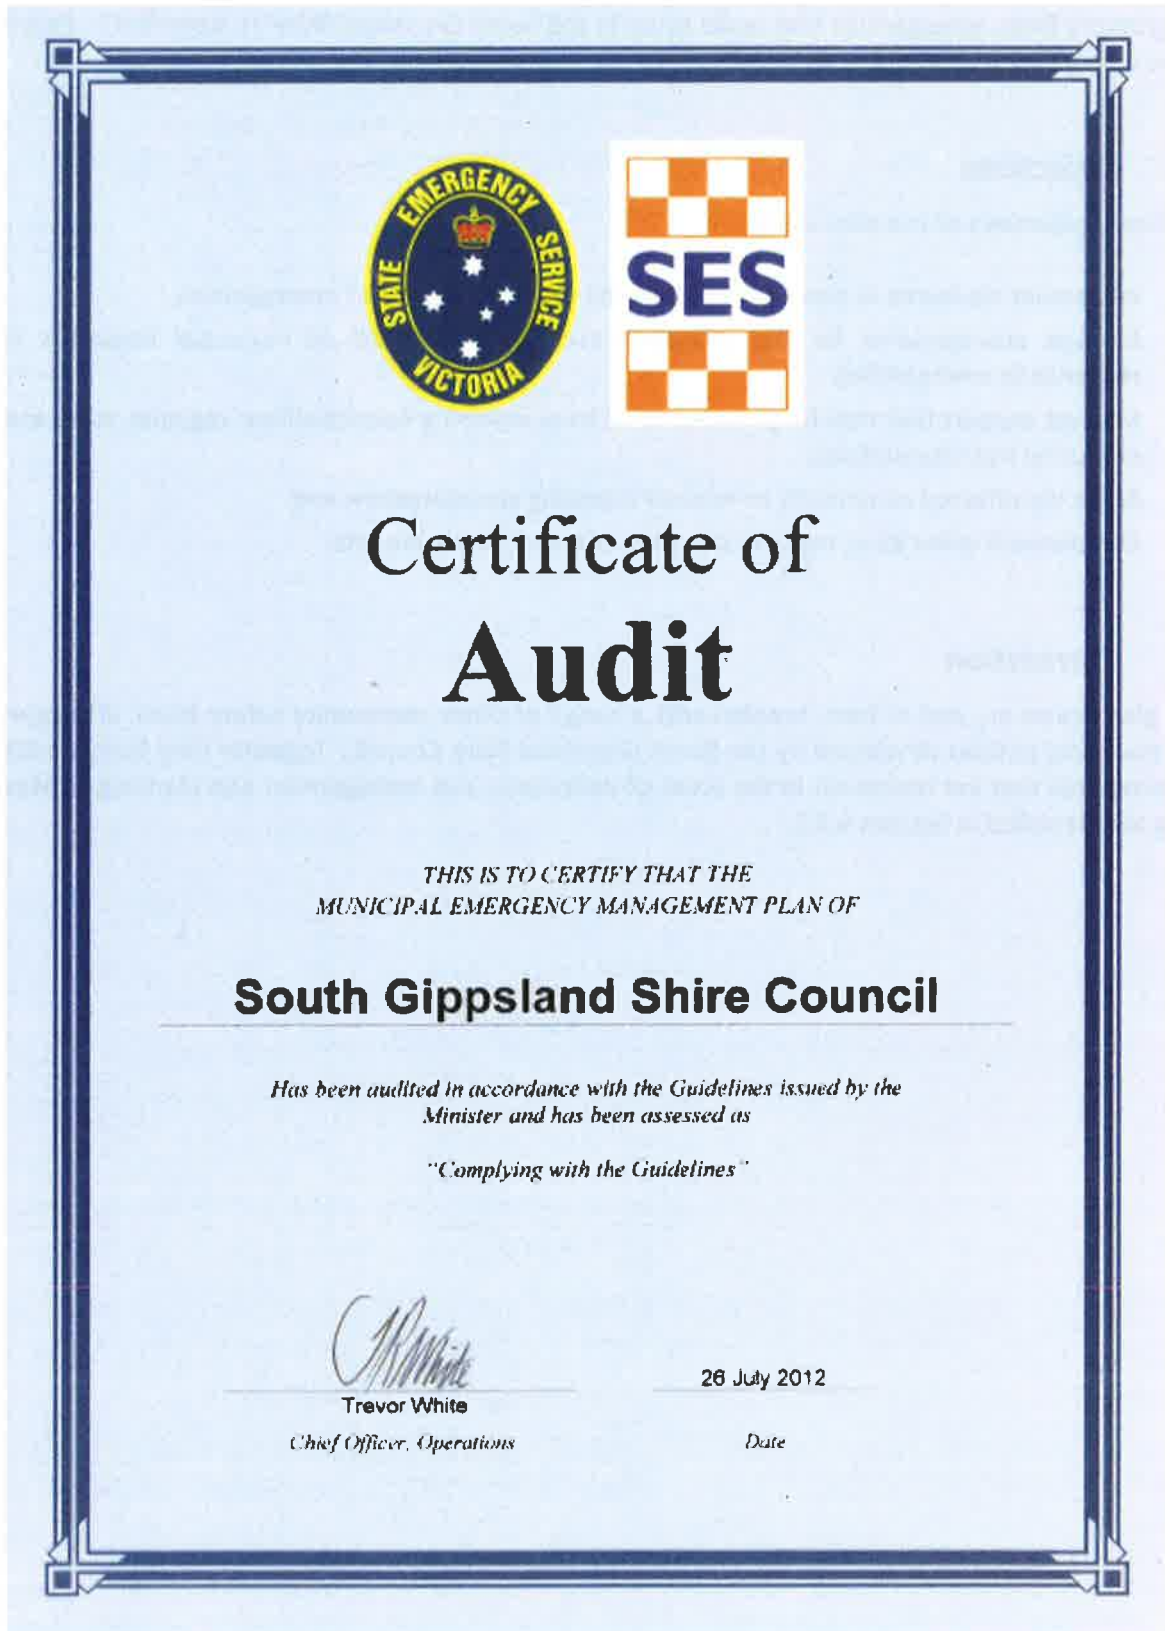 STATE EMERGENCY SERVICE
VICTORIA
SES
Certificate of
Audit
THIS IS TO CERTIFY THAT THE
MUNICIPAL EMERGENCY MANAGEMENT PLAN OF
South Gippsland Shire Council
Has been audited in accordance with the Guidelines issued by the
Minister and has been assessed as
"Complying with the Guidelines"
TRWhite
Trevor White
26 July 2012
Chief Officer, Operations
Date